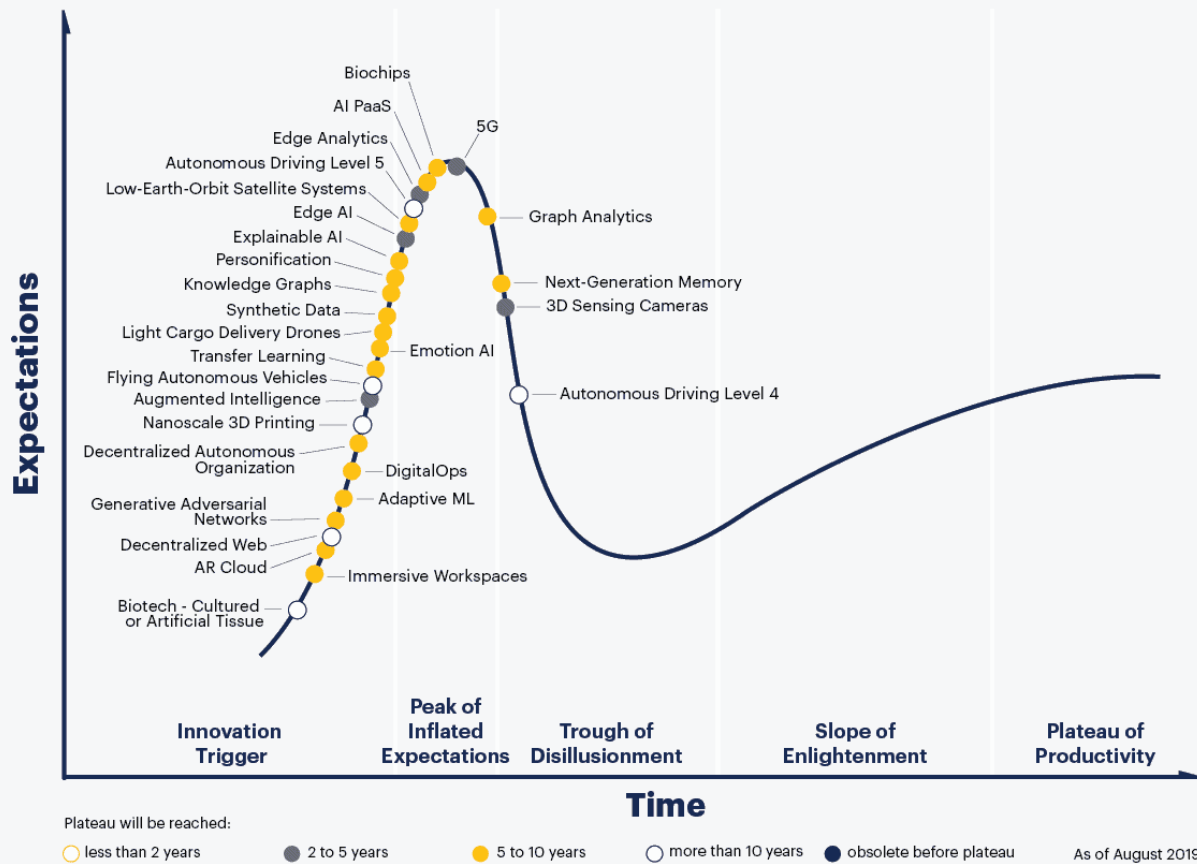 Biochips
AI PaaS
5G
Edge Analytics
Autonomous Driving Level 5
Low-Earth-Orbit Satellite Systems
Edge AI
Graph Analytics
Explainable AI
Personification
Knowledge Graphs
Next-Generation Memory
Synthetic Data
3D Sensing Cameras
Light Cargo Delivery Drones
Emotion AI
Transfer Learning
Flying Autonomous Vehicles
Autonomous Driving Level 4
Augmented Intelligence
Nanoscale 3D Printing
Decentralized Autonomous
Organization
DigitalOps
Adaptive ML
Generative Adversarial
Networks
Decentralized Web
AR Cloud
Immersive Workspaces
Biotech - Cultured
or Artificial Tissue
Expectations
Innovation
Trigger
Peak of
Inflated
Expectations
Trough of
Disillusionment
Slope of
Enlightenment
Plateau of
Productivity
Time
Plateau will be reached:
less than 2 years
2 to 5 years
5 to 10 years
more than 10 years
obsolete before plateau
As of August 2019